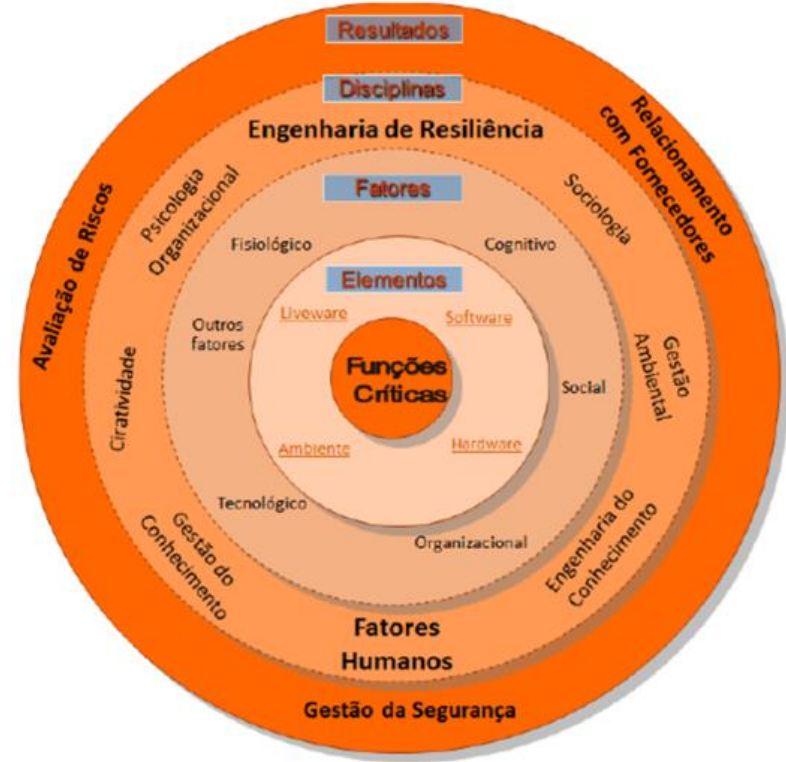 Resultados
Relacionamento
com Fornecedores
Avaliação de Riscos
Gestão da Segurança
Disciplinas
Engenharia de Resiliência
Psicologia
Organizacional
Sociologia
Gestão
Ambiental
Engenharia do
Conhecimento
Fatores
Humanos
Gestão do
Conhecimento
Ciratividade
Fatores
Fisiológico
Cognitivo
Outros
fatores
Social
Tecnológico
Organizacional
Elementos
Liveware
Software
Ambiente
Hardware
Funções
Críticas